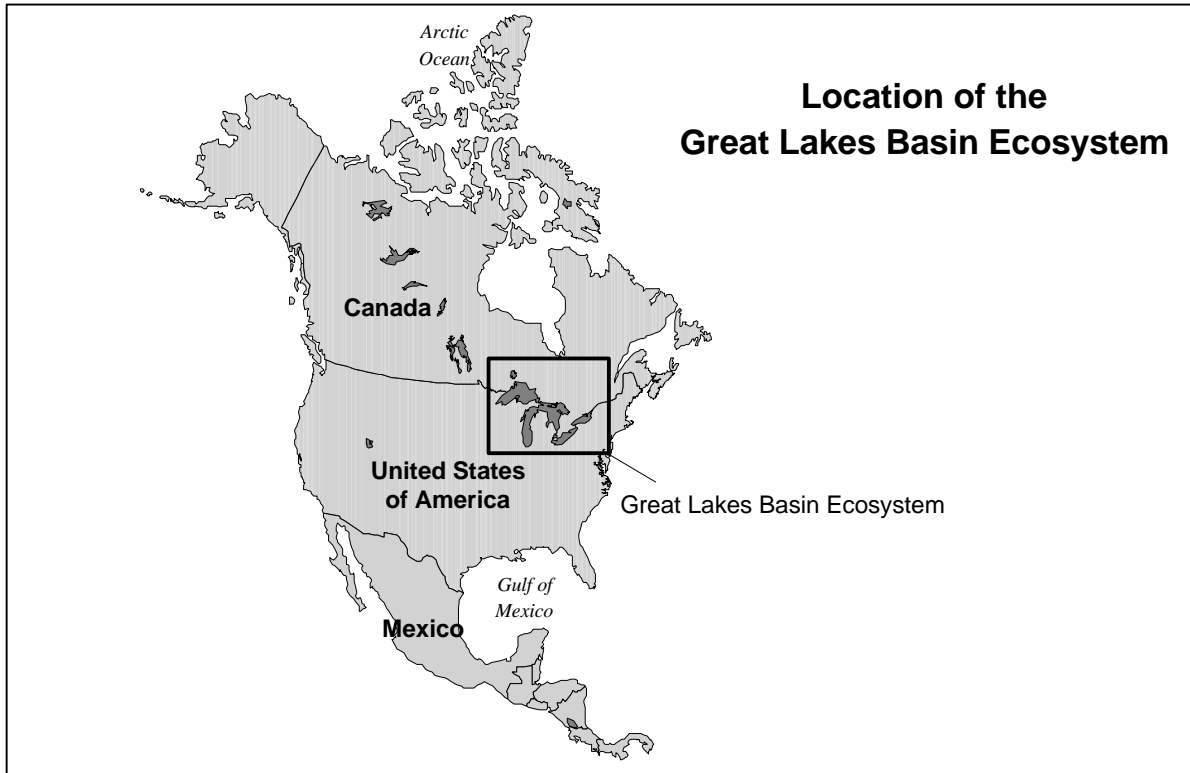 Arctic
Ocean
Location of the
Great Lakes Basin Ecosystem
Canada
United States
of America
Great Lakes Basin Ecosystem
Gulf of
Mexico
Mexico